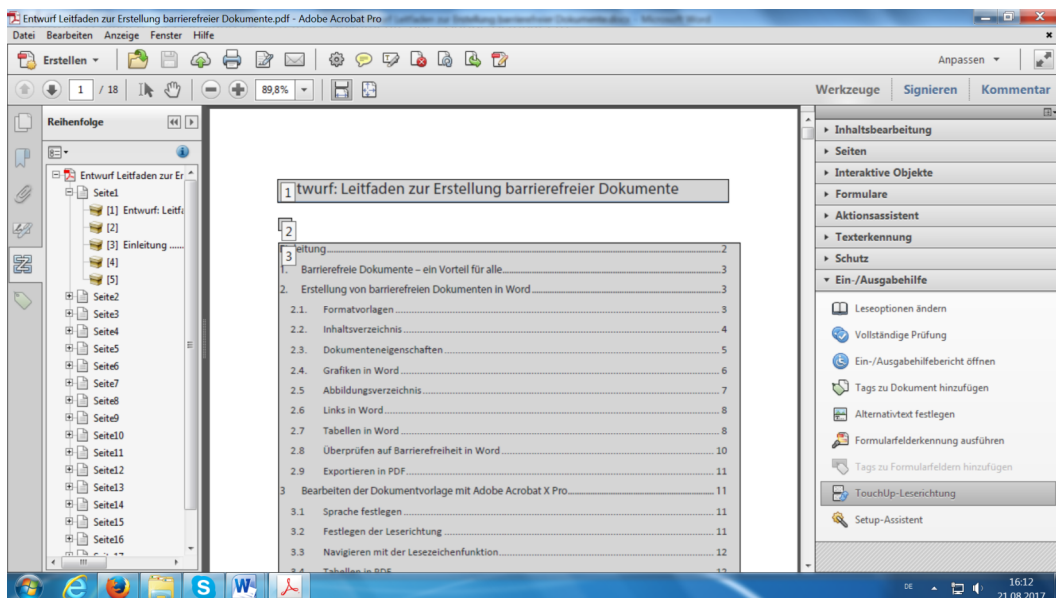 Entwurf Leitfaden zur Erstellung barrierefreier Dokumente.pdf - Adobe Acrobat Pro
Datei Bearbeiten Anzeige Fenster Hilfe
Erstellen
Anpassen
1 / 18
89,8%
Werkzeuge Signieren Kommentar
Reihenfolge
Entwurf Leitfaden zur Er
Seite1
[1] Entwurf: Leitfa
[2]
[3] Einleitung ......
[4]
[5]
Seite2
Seite3
Seite4
Seite5
Seite6
Seite7
Seite8
Seite9
Seite10
Seite11
Seite12
Seite13
Seite14
Seite15
Seite16
1 twurf: Leitfaden zur Erstellung barrierefreier Dokumente
2
3
eitung 2
1. Barrierefreie Dokumente – ein Vorteil für alle 3
2. Erstellung von barrierefreien Dokumenten in Word 3
2.1. Formatvorlagen 3
2.2. Inhaltsverzeichnis 4
2.3. Dokumenteneigenschaften 5
2.4. Grafiken in Word 6
2.5 Abbildungsverzeichnis 7
2.6 Links in Word 8
2.7 Tabellen in Word 8
2.8 Überprüfen auf Barrierefreiheit in Word 10
2.9 Exportieren in PDF 11
3 Bearbeiten der Dokumentvorlage mit Adobe Acrobat X Pro 11
3.1 Sprache festlegen 11
3.2 Festlegen der Leserichtung 11
3.3 Navigieren mit der Lesezeichenfunktion 12
3.4 Tabellen in PDF 12
Inhaltsbearbeitung
Seiten
Interaktive Objekte
Formulare
Aktionsassistent
Texterkennung
Schutz
Ein-/Ausgabehilfe
Leseoptionen ändern
Vollständige Prüfung
Ein-/Ausgabehilfebericht öffnen
Tags zu Dokument hinzufügen
Alternativtext festlegen
Formularfelderkennung ausführen
Tags zu Formularfeldern hinzufügen
TouchUp-Leserichtung
Setup-Assistent
DE
16:12
21.08.2017